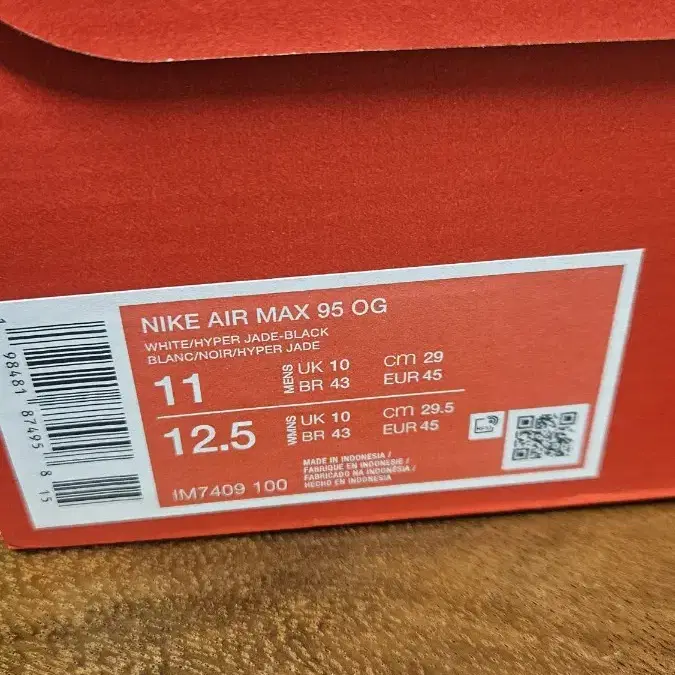 NIKE AIR MAX 95 OG
WHITE/HYPER JADE-BLACK
BLANC/NOIR/HYPER JADE
11 MENS UK 10 CM 29
BR 43 EUR 45
12.5 WMNS UK 10 CM 29.5
BR 43 EUR 45
IM7409 100
MADE IN INDONESIA /
FABRIQUE EN INDONESIE /
FABRICADO NA INDONÉSIA /
HECHO EN INDONESIA
1 98481 87495 8 15